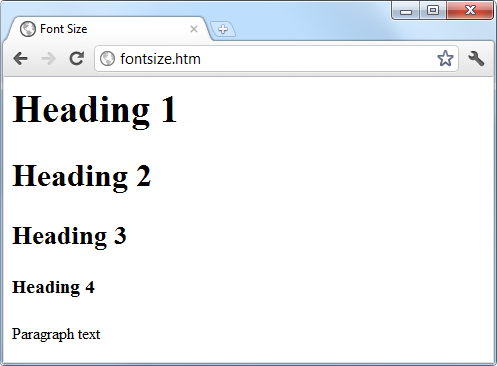 Font Size
fontsize.htm
Heading 1
Heading 2
Heading 3
Heading 4
Paragraph text